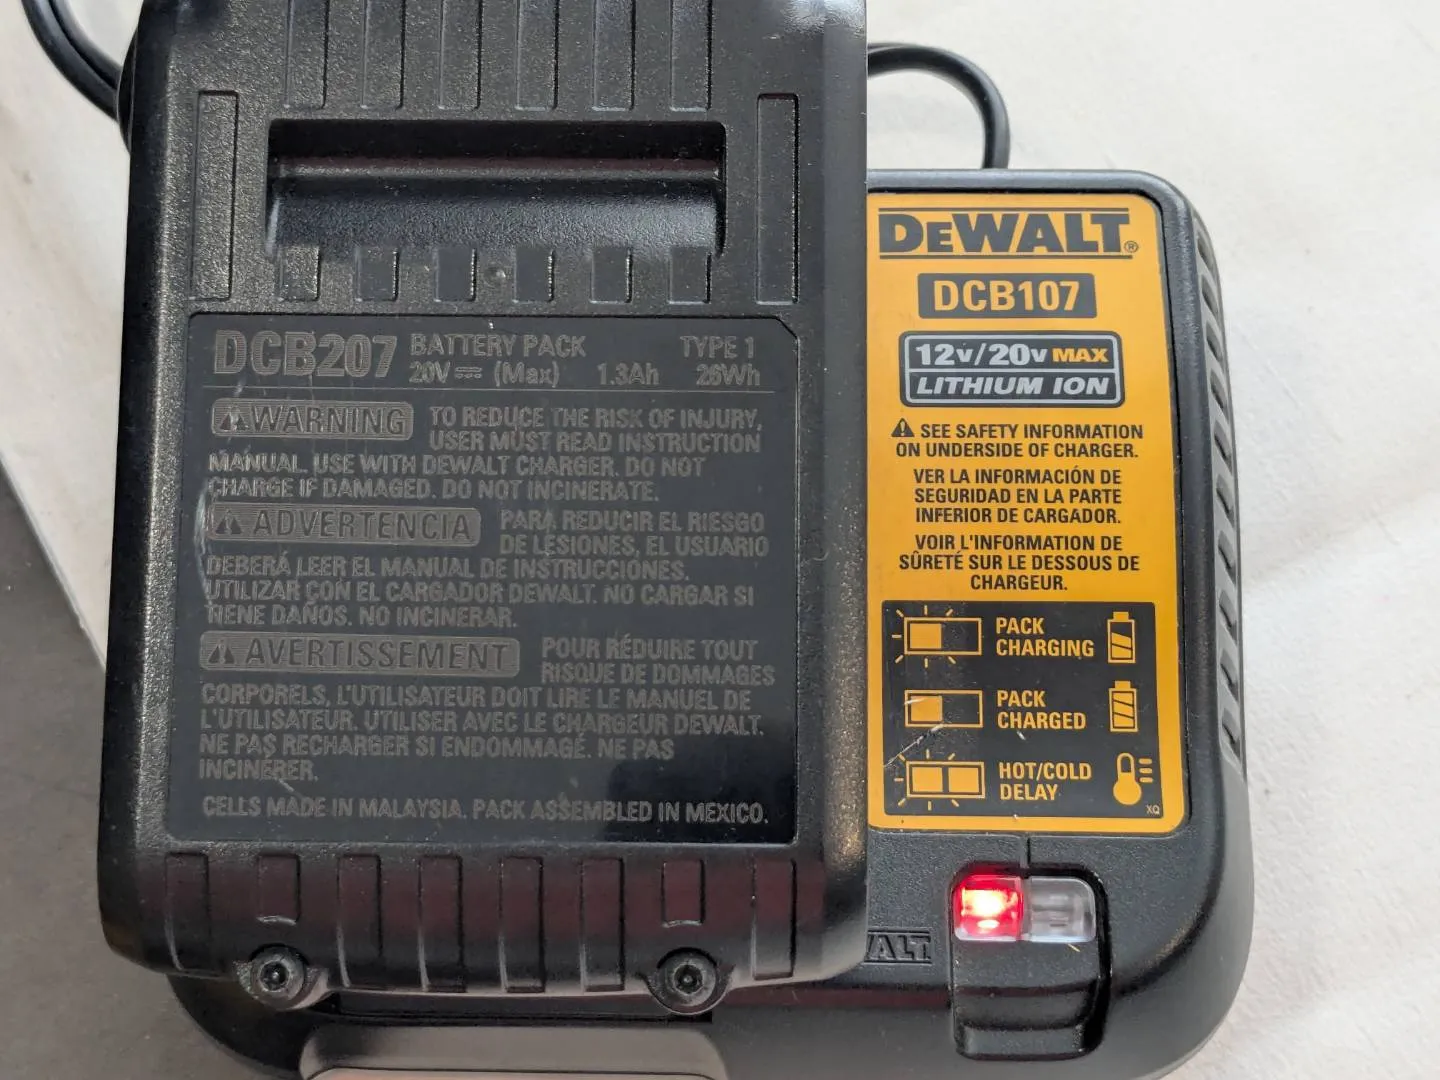 DCB207 BATTERY PACK TYPE 1
20V ⎓ (Max) 1.3Ah 26Wh
⚠WARNING TO REDUCE THE RISK OF INJURY,
USER MUST READ INSTRUCTION
MANUAL. USE WITH DEWALT CHARGER. DO NOT
CHARGE IF DAMAGED. DO NOT INCINERATE.
⚠ADVERTENCIA PARA REDUCIR EL RIESGO
DE LESIONES, EL USUARIO
DEBERÁ LEER EL MANUAL DE INSTRUCCIONES.
UTILIZAR CON EL CARGADOR DEWALT. NO CARGAR SI
TIENE DAÑOS. NO INCINERAR.
⚠AVERTISSEMENT POUR RÉDUIRE TOUT
RISQUE DE DOMMAGES
CORPORELS, L'UTILISATEUR DOIT LIRE LE MANUEL DE
L'UTILISATEUR. UTILISER AVEC LE CHARGEUR DEWALT.
NE PAS RECHARGER SI ENDOMMAGÉ. NE PAS
INCINÉRER.
CELLS MADE IN MALAYSIA. PACK ASSEMBLED IN MEXICO.
DEWALT®
DCB107
12V/20V MAX
LITHIUM ION
⚠ SEE SAFETY INFORMATION
ON UNDERSIDE OF CHARGER.
VER LA INFORMACIÓN DE
SEGURIDAD EN LA PARTE
INFERIOR DE CARGADOR.
VOIR L'INFORMATION DE
SÛRETÉ SUR LE DESSOUS DE
CHARGEUR.
PACK
CHARGING
PACK
CHARGED
HOT/COLD
DELAY
XQ
ALT